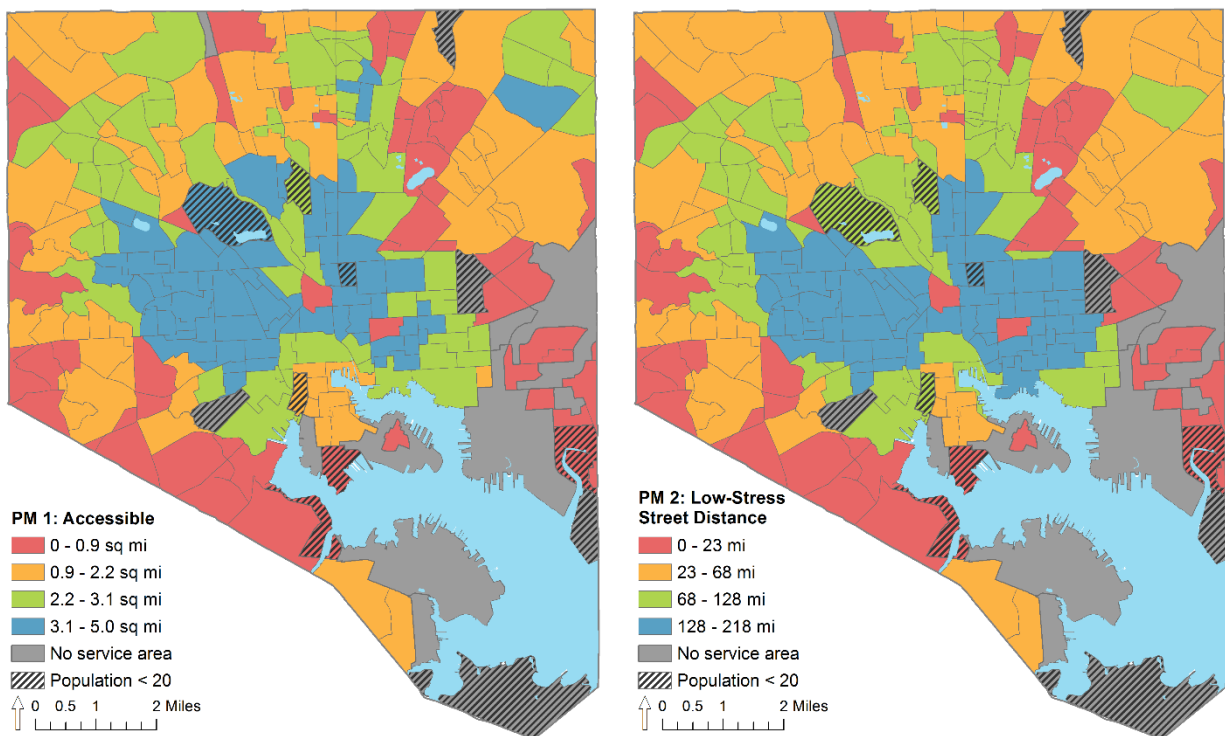 PM 1: Accessible
0 - 0.9 sq mi
0.9 - 2.2 sq mi
2.2 - 3.1 sq mi
3.1 - 5.0 sq mi
No service area
Population < 20
0 0.5 1 2 Miles
PM 2: Low-Stress
Street Distance
0 - 23 mi
23 - 68 mi
68 - 128 mi
128 - 218 mi
No service area
Population < 20
0 0.5 1 2 Miles